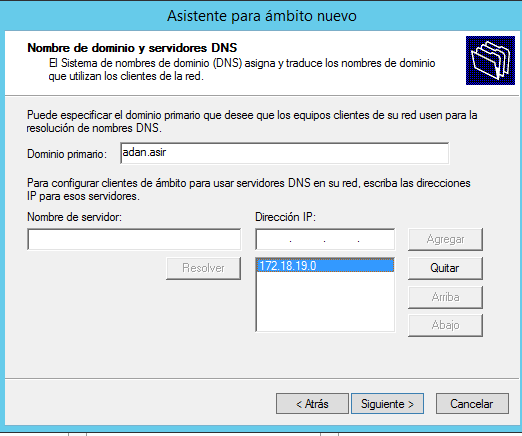 Asistente para ámbito nuevo
Nombre de dominio y servidores DNS
El Sistema de nombres de dominio (DNS) asigna y traduce los nombres de dominio
que utilizan los clientes de la red.
Puede especificar el dominio primario que desee que los equipos clientes de su red usen para la
resolución de nombres DNS.
Dominio primario: adan.asir
Para configurar clientes de ámbito para usar servidores DNS en su red, escriba las direcciones
IP para esos servidores.
Nombre de servidor: Dirección IP:
. . . Agregar
Resolver 172.18.19.0 Quitar
Arriba
Abajo
< Atrás Siguiente > Cancelar